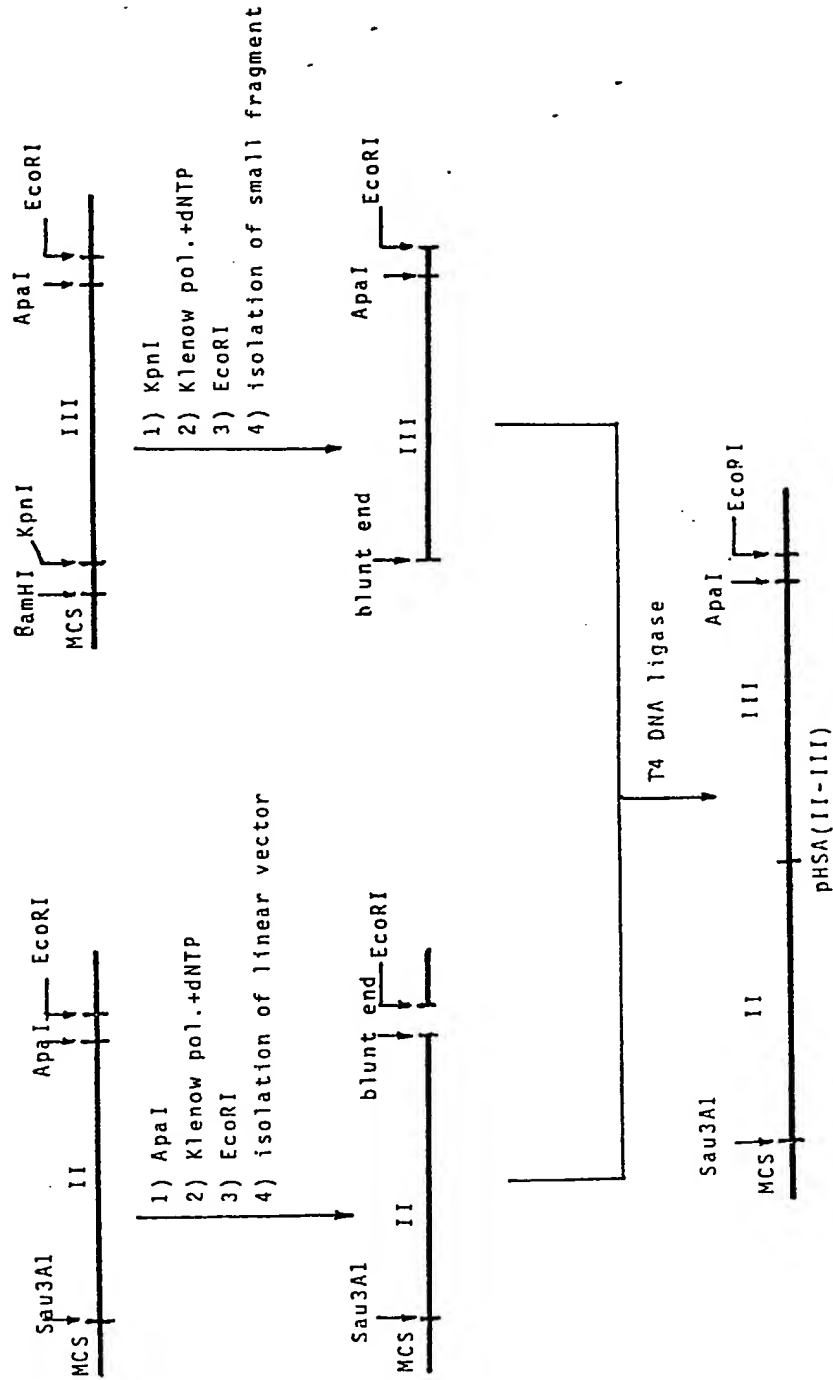 Sau3A1
MCS
II
ApaI
EcoRI
1) ApaI
2) Klenow pol.+dNTP
3) EcoRI
4) isolation of linear vector
Sau3A1
MCS
II
blunt end
EcoRI
BamHI
KpnI
MCS
III
ApaI
EcoRI
1) KpnI
2) Klenow pol.+dNTP
3) EcoRI
4) isolation of small fragment
blunt end
III
ApaI
EcoRI
T4 DNA ligase
Sau3A1
MCS
II
III
ApaI
EcoRI
pHSA(II-III)